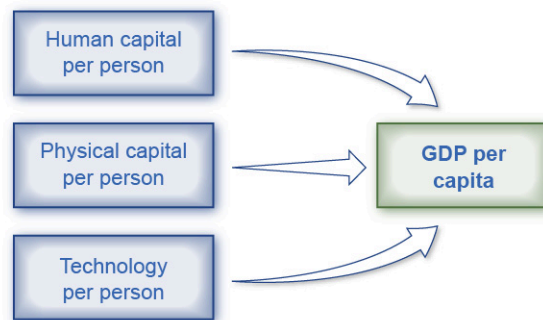 Human capital
per person
Physical capital
per person
GDP per
capita
Technology
per person